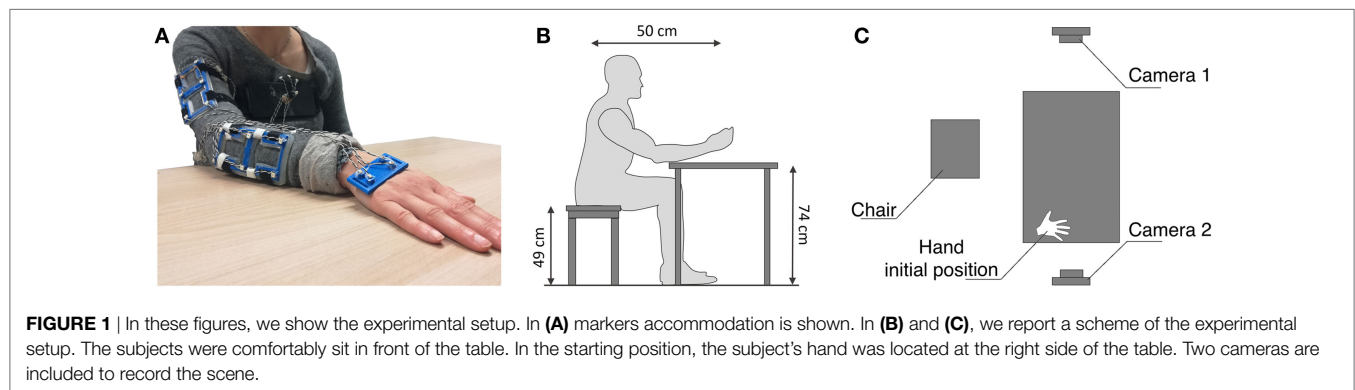 A
B
50 cm
49 cm
74 cm
C
Camera 1
Chair
Hand
initial position
Camera 2
FIGURE 1 | In these figures, we show the experimental setup. In (A) markers accommodation is shown. In (B) and (C), we report a scheme of the experimental
setup. The subjects were comfortably sit in front of the table. In the starting position, the subject's hand was located at the right side of the table. Two cameras are
included to record the scene.